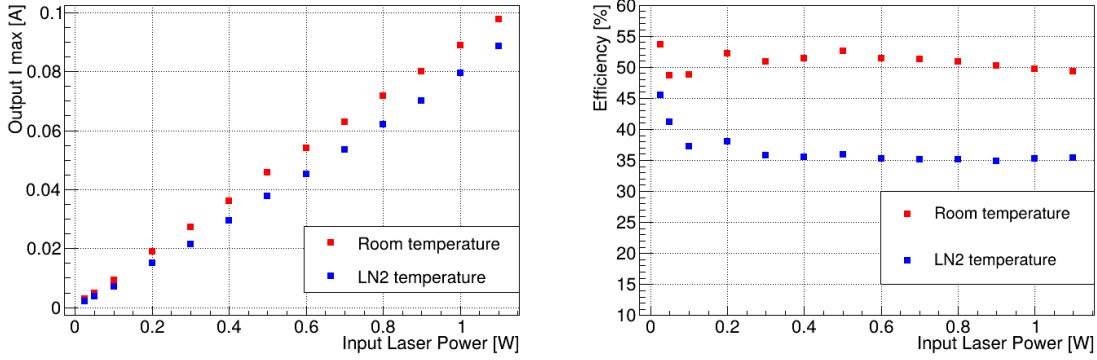 Output I max [A]
0.1
0.08
0.06
0.04
0.02
0
0 0.2 0.4 0.6 0.8 1
Input Laser Power [W]
Room temperature
LN2 temperature
Efficiency [%]
60
55
50
45
40
35
30
25
20
15
10
0 0.2 0.4 0.6 0.8 1
Input Laser Power [W]
Room temperature
LN2 temperature